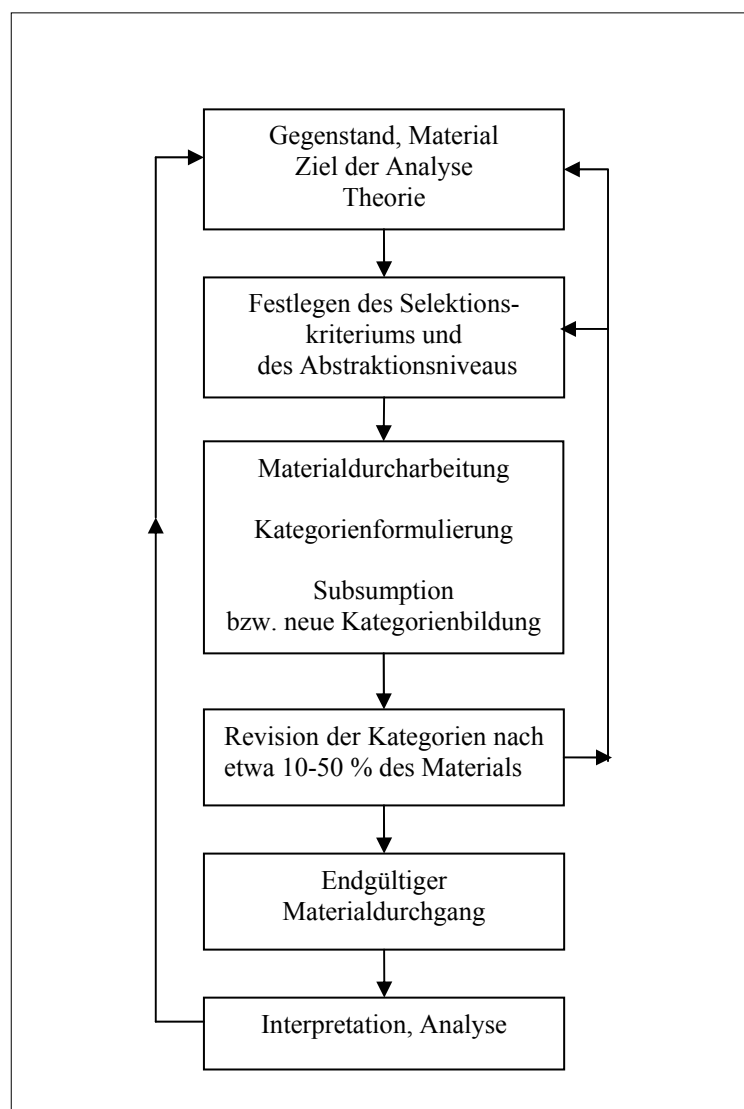 Gegenstand, Material
Ziel der Analyse
Theorie
Festlegen des Selektions-
kriteriums und
des Abstraktionsniveaus
Materialdurcharbeitung
Kategorienformulierung
Subsumption
bzw. neue Kategorienbildung
Revision der Kategorien nach
etwa 10-50 % des Materials
Endgültiger
Materialdurchgang
Interpretation, Analyse